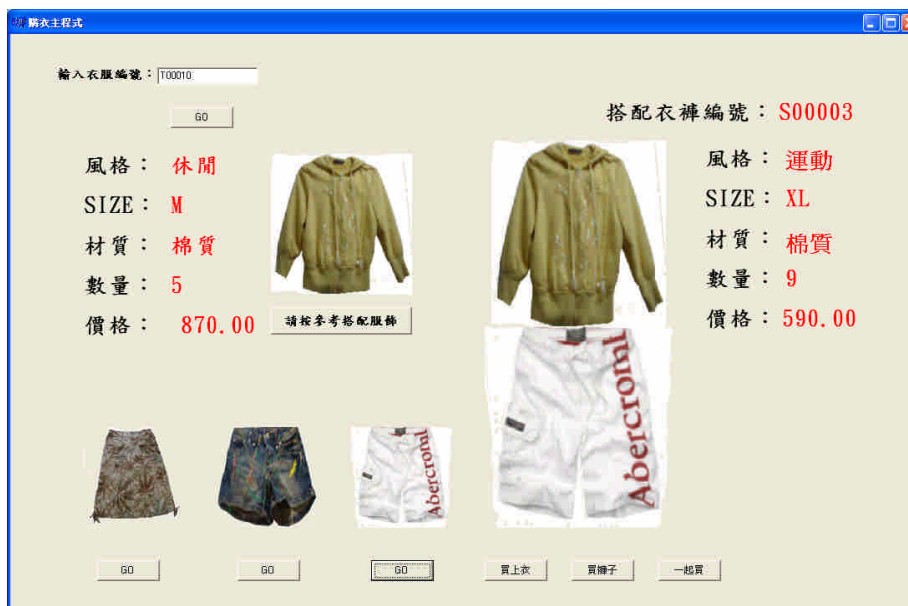 購衣主程式
輸入衣服編號：T00010
GO
搭配衣褲編號：S00003
風格：休閒
SIZE：M
材質：棉質
數量：5
價格：870.00
請按參考搭配服飾
風格：運動
SIZE：XL
材質：棉質
數量：9
價格：590.00
Abercromi
Abercromi
GO
GO
GO
買上衣
買褲子
一起買